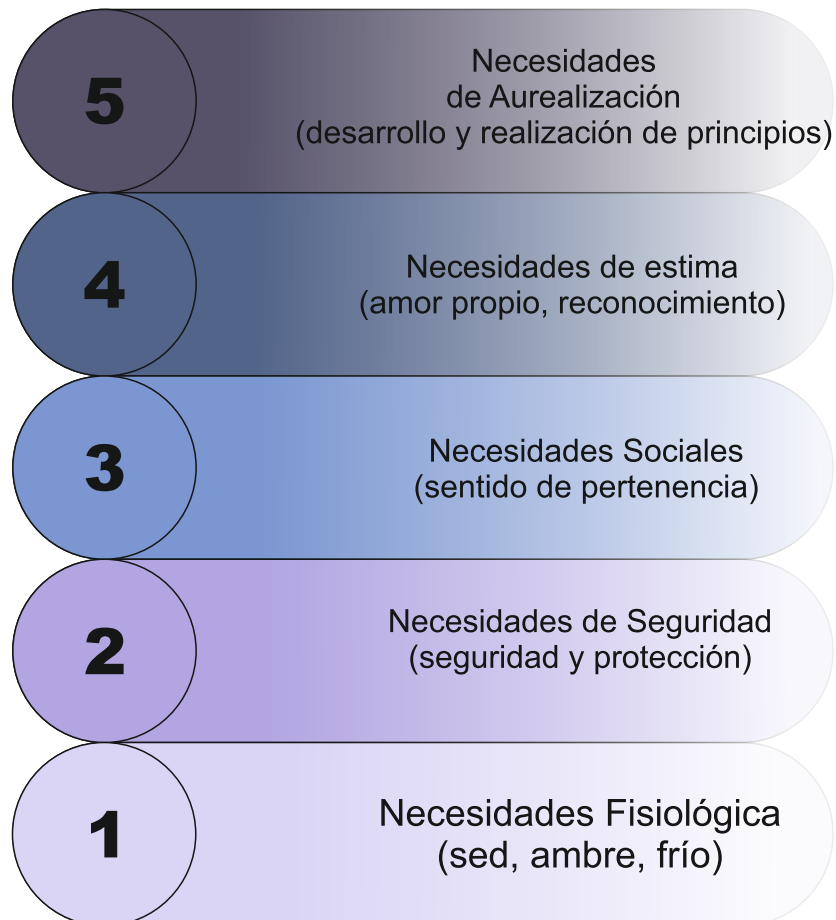 5
Necesidades
de Aurealización
(desarrollo y realización de principios)
4
Necesidades de estima
(amor propio, reconocimiento)
3
Necesidades Sociales
(sentido de pertenencia)
2
Necesidades de Seguridad
(seguridad y protección)
1
Necesidades Fisiológica
(sed, ambre, frío)